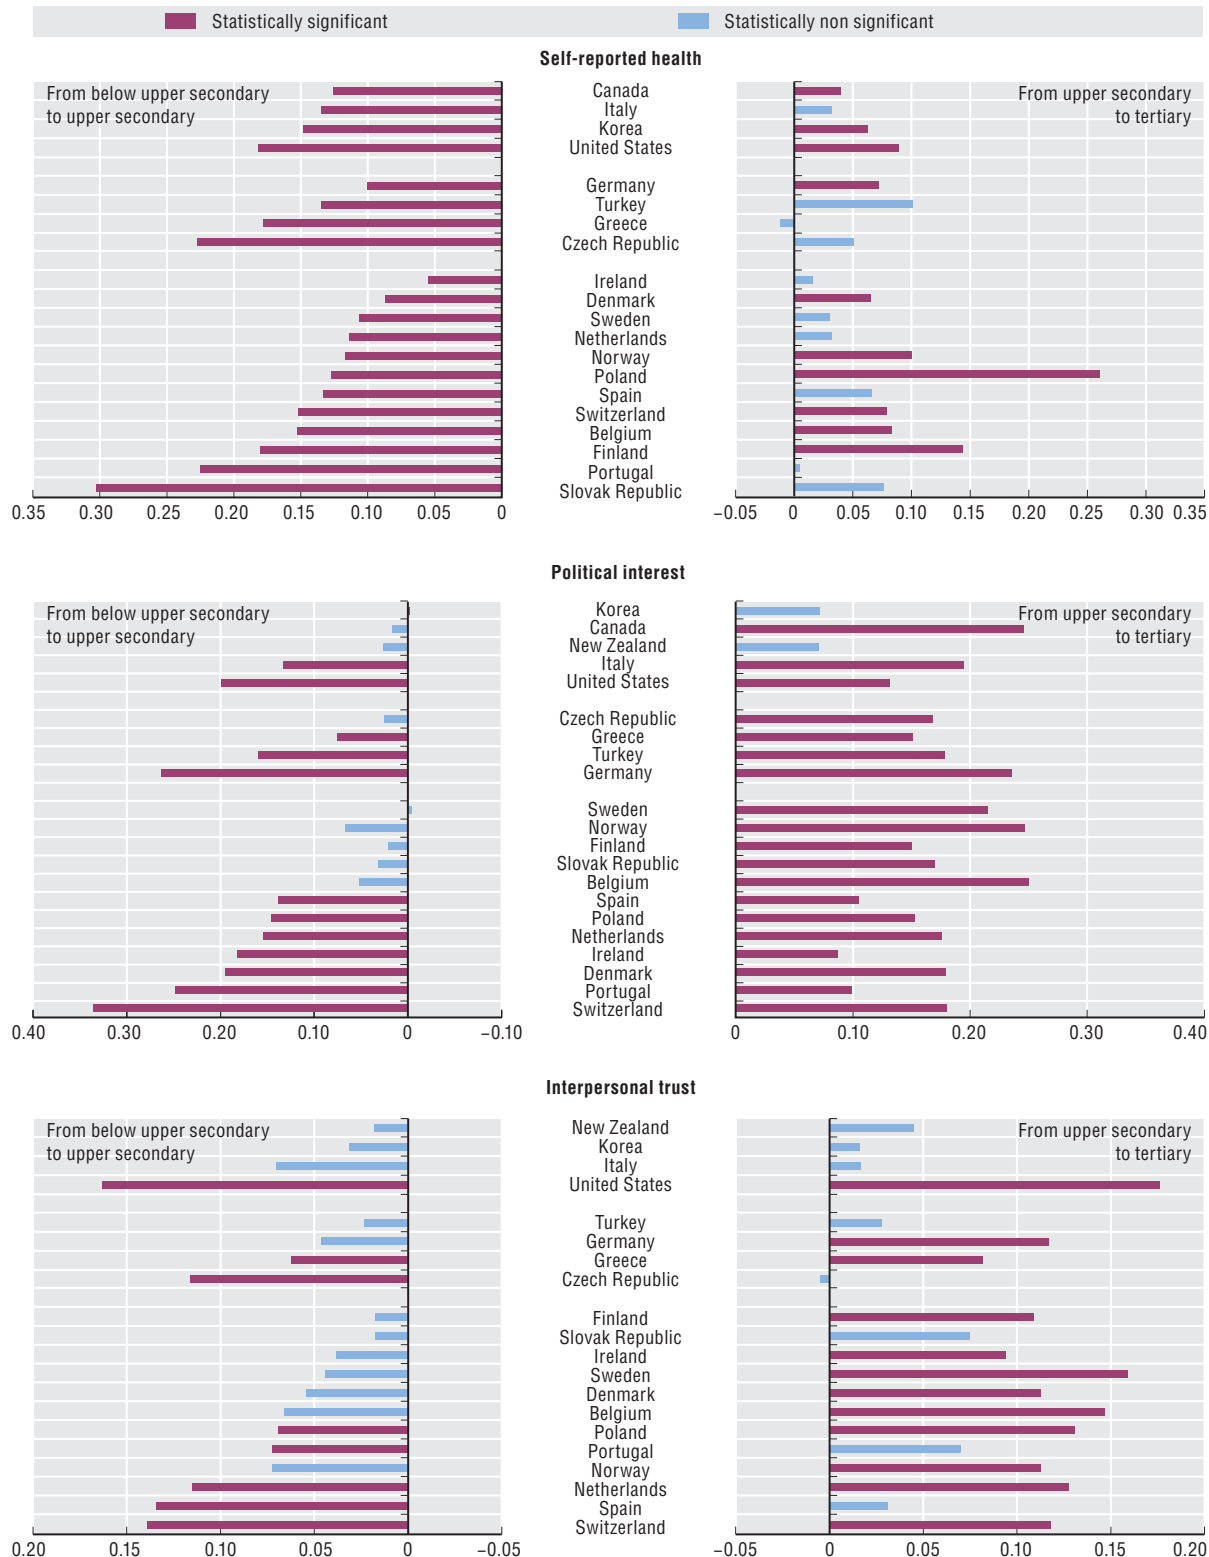 Statistically significant
Statistically non significant
Self-reported health
From below upper secondary
to upper secondary
From upper secondary
to tertiary
Canada
Italy
Korea
United States
Germany
Turkey
Greece
Czech Republic
Ireland
Denmark
Sweden
Netherlands
Norway
Poland
Spain
Switzerland
Belgium
Finland
Portugal
Slovak Republic
0.35 0.30 0.25 0.20 0.15 0.10 0.05 0
−0.05 0 0.05 0.10 0.15 0.20 0.25 0.30 0.35
Political interest
From below upper secondary
to upper secondary
From upper secondary
to tertiary
Korea
Canada
New Zealand
Italy
United States
Czech Republic
Greece
Turkey
Germany
Sweden
Norway
Finland
Slovak Republic
Belgium
Spain
Poland
Netherlands
Ireland
Denmark
Portugal
Switzerland
0.40 0.30 0.20 0.10 0 −0.10
0 0.10 0.20 0.30 0.40
Interpersonal trust
From below upper secondary
to upper secondary
From upper secondary
to tertiary
New Zealand
Korea
Italy
United States
Turkey
Germany
Greece
Czech Republic
Finland
Slovak Republic
Ireland
Sweden
Denmark
Belgium
Poland
Portugal
Norway
Netherlands
Spain
Switzerland
0.20 0.15 0.10 0.05 0 −0.05
−0.05 0 0.05 0.10 0.15 0.20